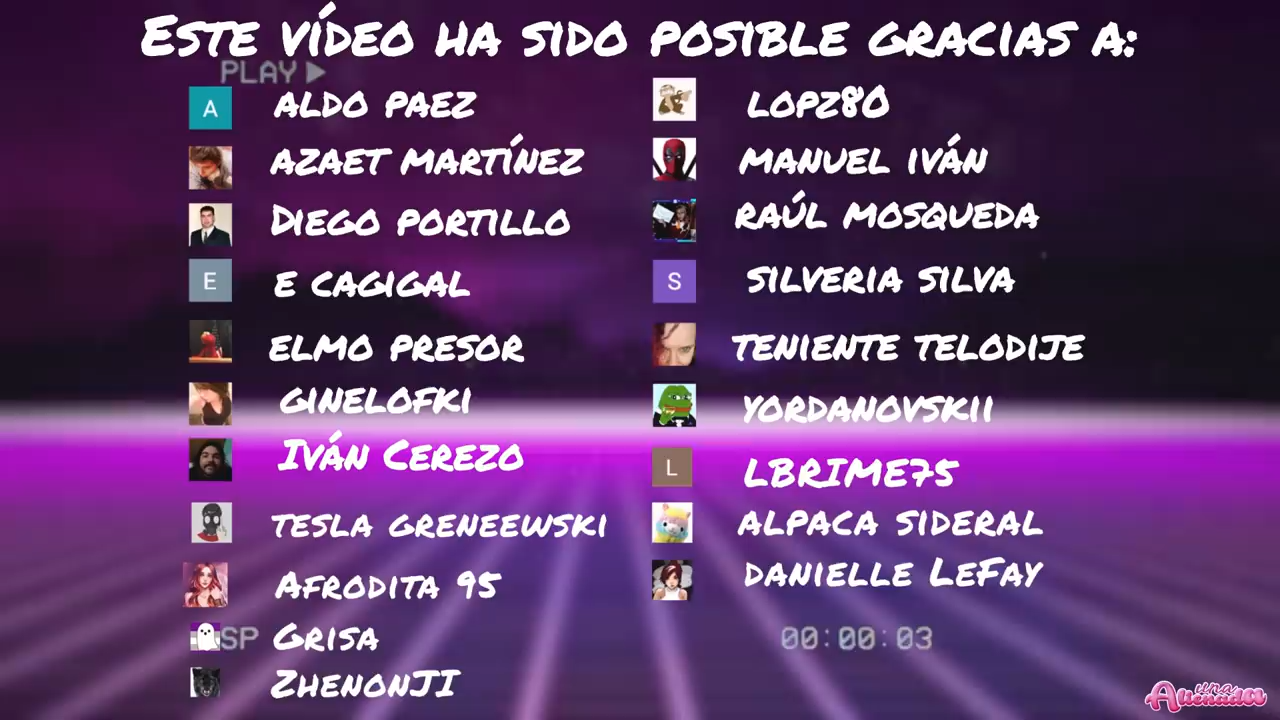 Este vídeo ha sido posible gracias a:
PLAY
A
Aldo Paez
Azaet Martínez
Diego Portillo
E
E Cagigal
Elmo Presor
Ginelofki
Iván Cerezo
Tesla Greneewski
Afrodita 95
SP
Grisa
ZhenonJI
Lopz80
Manuel Iván
Raúl Mosqueda
S
Silveria Silva
Teniente Telodije
Yordanovskii
L
LBRIME75
Alpaca Sideral
Danielle LeFay
00:00:03